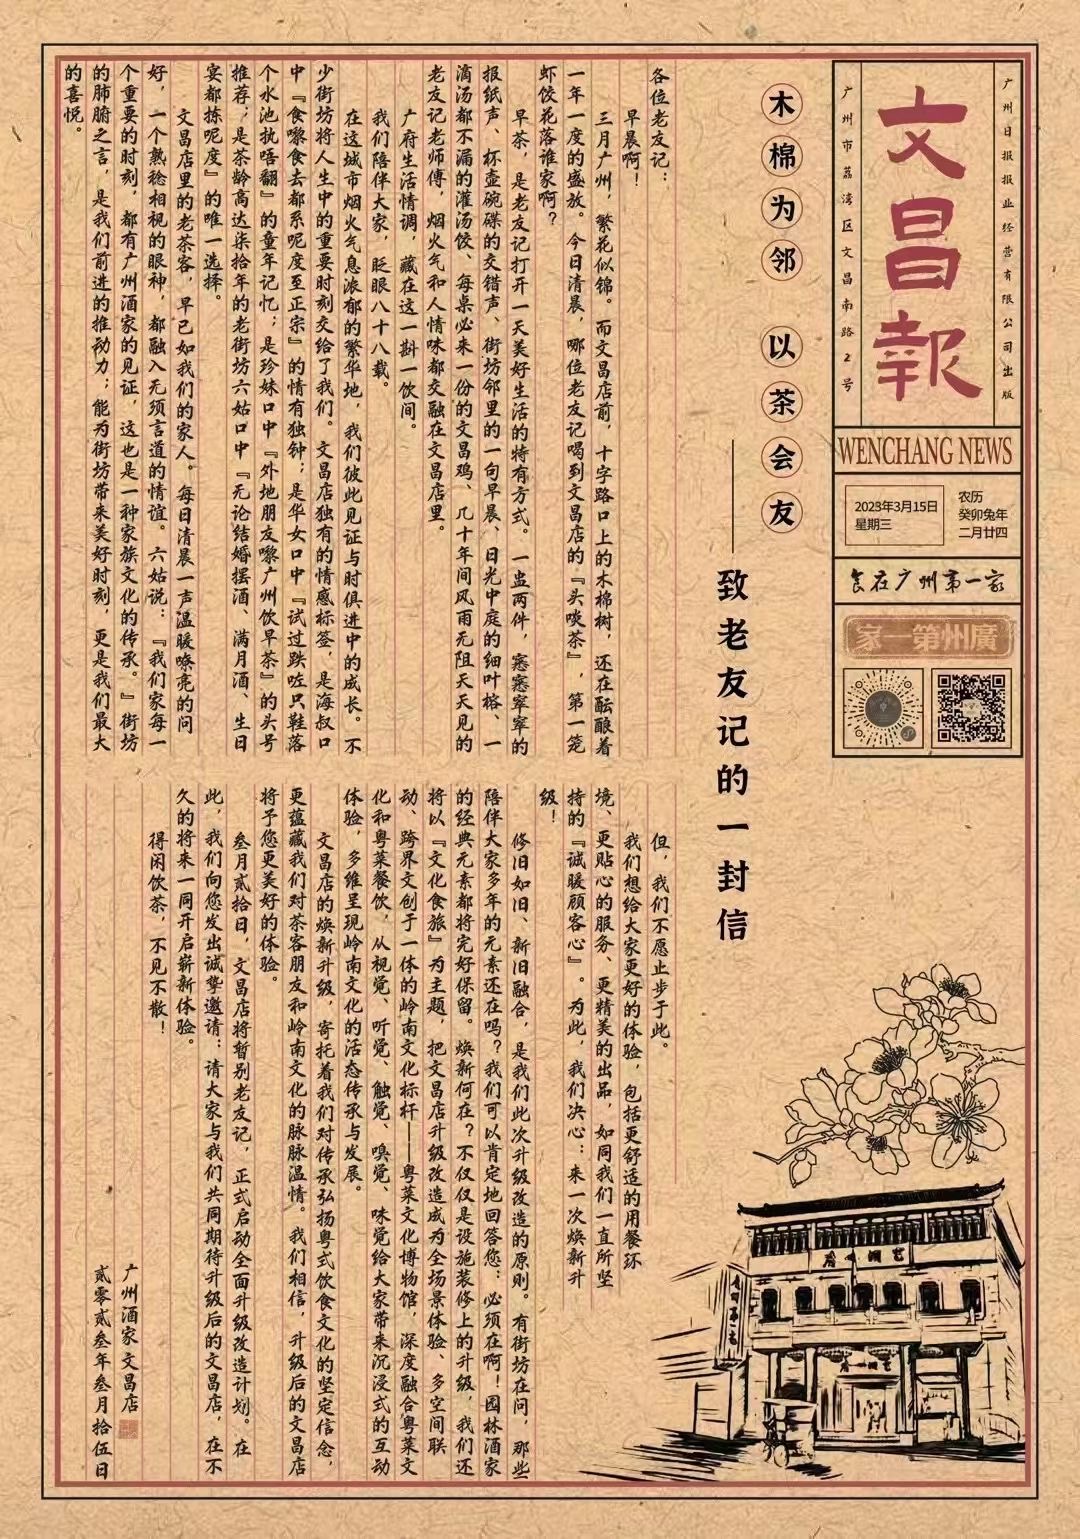 广州日报报业经营有限公司出版
文昌報
广州市荔湾区文昌南路2号
WENCHANG NEWS
2023年3月15日
星期三
农历
癸卯兔年
二月廿四
食在广州第一家
家一第州廣
木棉为邻 以茶会友
——致老友记的一封信
各位老友记：
早晨啊！
三月广州，繁花似锦。而文昌店前，十字路口上的木棉树，还在酝酿着
一年一度的盛放。今日清晨，哪位老友记喝到文昌店的『头啖茶』，第一笼
虾饺花落谁家啊？
早茶，是老友记打开一天美好生活的特有方式。一盅两件，窸窸窣窣的
报纸声、杯壶碗碟的交错声、街坊邻里的一句早晨、日光中庭的细叶榕、一
滴汤都不漏的灌汤饺、每桌必来一份的文昌鸡、几十年间风雨无阻天天见的
老友记老师傅，烟火气和人情味都交融在文昌店里。
广府生活情调，藏在这一斟一饮间。
我们陪伴大家，眨眼八十八载。
在这城市烟火气息浓郁的繁华地，我们彼此见证与时俱进中的成长。不
少街坊将人生中的重要时刻交给了我们。文昌店独有的情感标签，是海叔口
中『食嚟食去都系呢度至正宗』的情有独钟；是华女口中『试过跌咗只鞋落
个水池执唔翻』的童年记忆；是珍妹口中『外地朋友嚟广州饮早茶』的头号
推荐；是茶龄高达柒拾年的老街坊六姑口中『无论结婚摆酒、满月酒、生日
宴都拣呢度』的唯一选择。
文昌店里的老茶客，早已如我们的家人。每日清晨一声温暖嘹亮的问
好，一个熟稔相视的眼神，都融入无须言道的情谊。六姑说：『我们家每一
个重要的时刻，都有广州酒家的见证，这也是一种家族文化的传承。』街坊
的肺腑之言，是我们前进的推动力；能为街坊带来美好时刻，更是我们最大
的喜悦。
但，我们不愿止步于此。
我们想给大家更好的体验，包括更舒适的用餐环
境、更贴心的服务、更精美的出品，如同我们一直所坚
持的『诚暖顾客心』。为此，我们决心：来一次焕新升
级！
修旧如旧、新旧融合，是我们此次升级改造的原则。有街坊在问，那些
陪伴大家多年的元素还在吗？我们可以肯定地回答您：必须在啊！园林酒家
的经典元素都将完好保留。焕新何在？不仅仅是设施装修上的升级，我们还
将以『文化食旅』为主题，把文昌店升级改造成为全场景体验、多空间联
动、跨界文创于一体的岭南文化标杆——粤菜文化博物馆，深度融合粤菜文
化和粤菜餐饮，从视觉、听觉、触觉、嗅觉、味觉给大家带来沉浸式的互动
体验，多维呈现岭南文化的活态传承与发展。
文昌店的焕新升级，寄托着我们对传承弘扬粤式饮食文化的坚定信念，
更蕴藏我们对茶客朋友和岭南文化的脉脉温情。我们相信，升级后的文昌店
将予您更美好的体验。
叁月贰拾日，文昌店将暂别老友记，正式启动全面升级改造计划。在
此，我们向您发出诚挚邀请：请大家与我们共同期待升级后的文昌店，在不
久的将来一同开启崭新体验。
得闲饮茶，不见不散！
广州酒家文昌店
贰零贰叁年叁月拾伍日